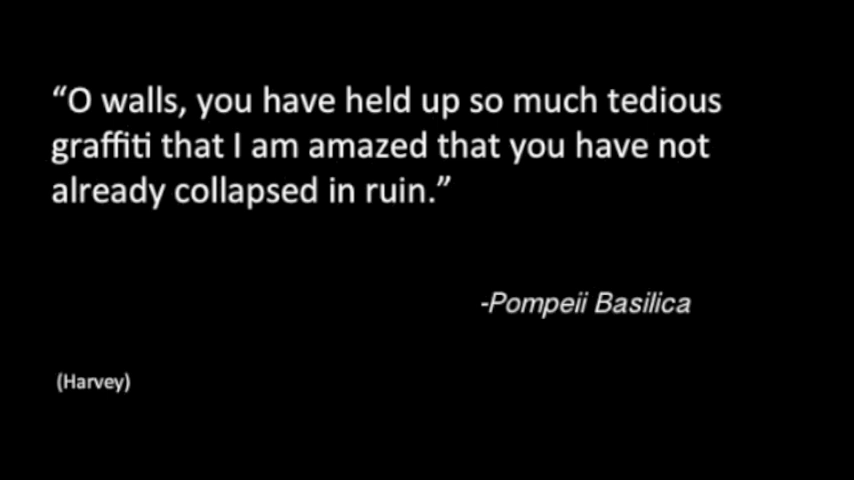 “O walls, you have held up so much tedious
graffiti that I am amazed that you have not
already collapsed in ruin.”
-Pompeii Basilica
(Harvey)